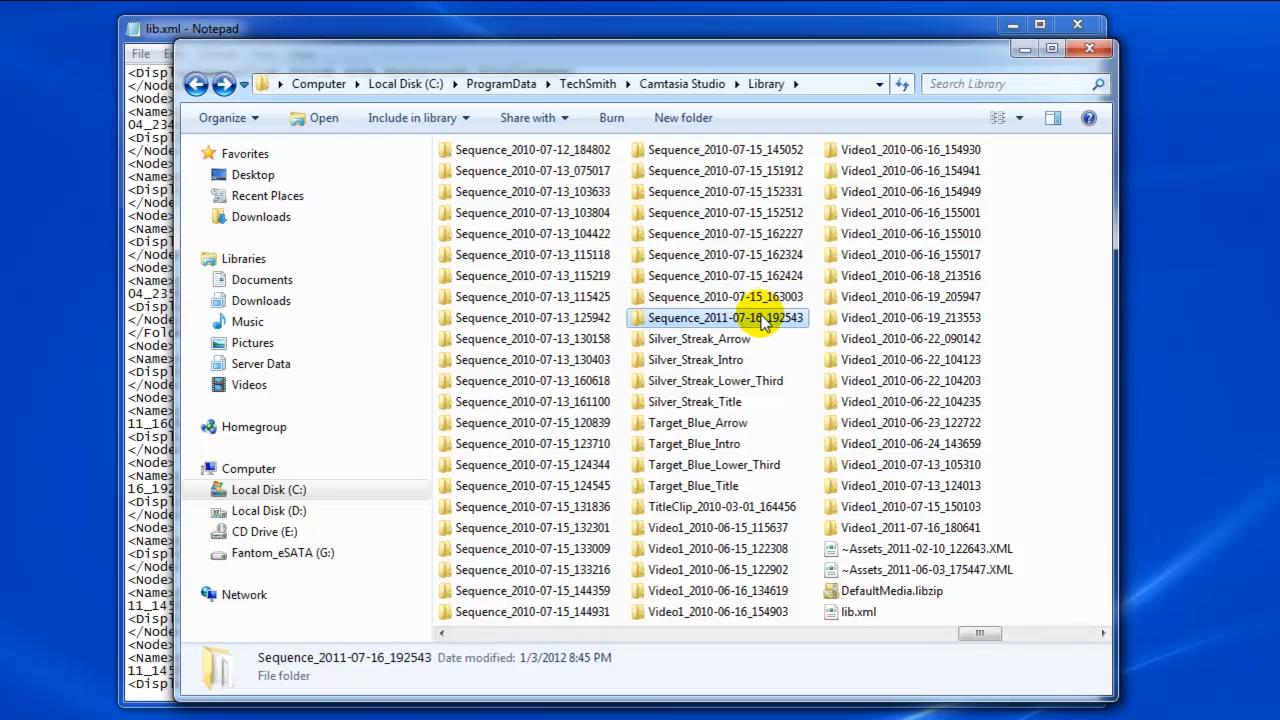 lib.xml - Notepad
File
Computer Local Disk (C:) ProgramData TechSmith Camtasia Studio Library
Search Library
Organize Open Include in library Share with Burn New folder
Favorites
Desktop
Recent Places
Downloads
Libraries
Documents
Downloads
Music
Pictures
Server Data
Videos
Homegroup
Computer
Local Disk (C:)
Local Disk (D:)
CD Drive (E:)
Fantom_eSATA (G:)
Network
Sequence_2010-07-12_184802 Sequence_2010-07-15_145052 Video1_2010-06-16_154930
Sequence_2010-07-13_075017 Sequence_2010-07-15_151912 Video1_2010-06-16_154941
Sequence_2010-07-13_103633 Sequence_2010-07-15_152331 Video1_2010-06-16_154949
Sequence_2010-07-13_103804 Sequence_2010-07-15_152512 Video1_2010-06-16_155001
Sequence_2010-07-13_104422 Sequence_2010-07-15_162227 Video1_2010-06-16_155010
Sequence_2010-07-13_115118 Sequence_2010-07-15_162324 Video1_2010-06-16_155017
Sequence_2010-07-13_115219 Sequence_2010-07-15_162424 Video1_2010-06-18_213516
Sequence_2010-07-13_115425 Sequence_2010-07-15_163003 Video1_2010-06-19_205947
Sequence_2010-07-13_125942 Sequence_2011-07-16_192543 Video1_2010-06-19_213553
Sequence_2010-07-13_130158 Silver_Streak_Arrow Video1_2010-06-22_090142
Sequence_2010-07-13_130403 Silver_Streak_Intro Video1_2010-06-22_104123
Sequence_2010-07-13_160618 Silver_Streak_Lower_Third Video1_2010-06-22_104203
Sequence_2010-07-13_161100 Silver_Streak_Title Video1_2010-06-22_104235
Sequence_2010-07-15_120839 Target_Blue_Arrow Video1_2010-06-23_122722
Sequence_2010-07-15_123710 Target_Blue_Intro Video1_2010-06-24_143659
Sequence_2010-07-15_124344 Target_Blue_Lower_Third Video1_2010-07-13_105310
Sequence_2010-07-15_124545 Target_Blue_Title Video1_2010-07-13_124013
Sequence_2010-07-15_131836 TitleClip_2010-03-01_164456 Video1_2010-07-15_150103
Sequence_2010-07-15_132301 Video1_2010-06-15_115637 Video1_2011-07-16_180641
Sequence_2010-07-15_133009 Video1_2010-06-15_122308 ~Assets_2011-02-10_122643.XML
Sequence_2010-07-15_133216 Video1_2010-06-15_122902 ~Assets_2011-06-03_175447.XML
Sequence_2010-07-15_144359 Video1_2010-06-16_134619 DefaultMedia.libzip
Sequence_2010-07-15_144931 Video1_2010-06-16_154903 lib.xml
Sequence_2011-07-16_192543 Date modified: 1/3/2012 8:45 PM
File folder